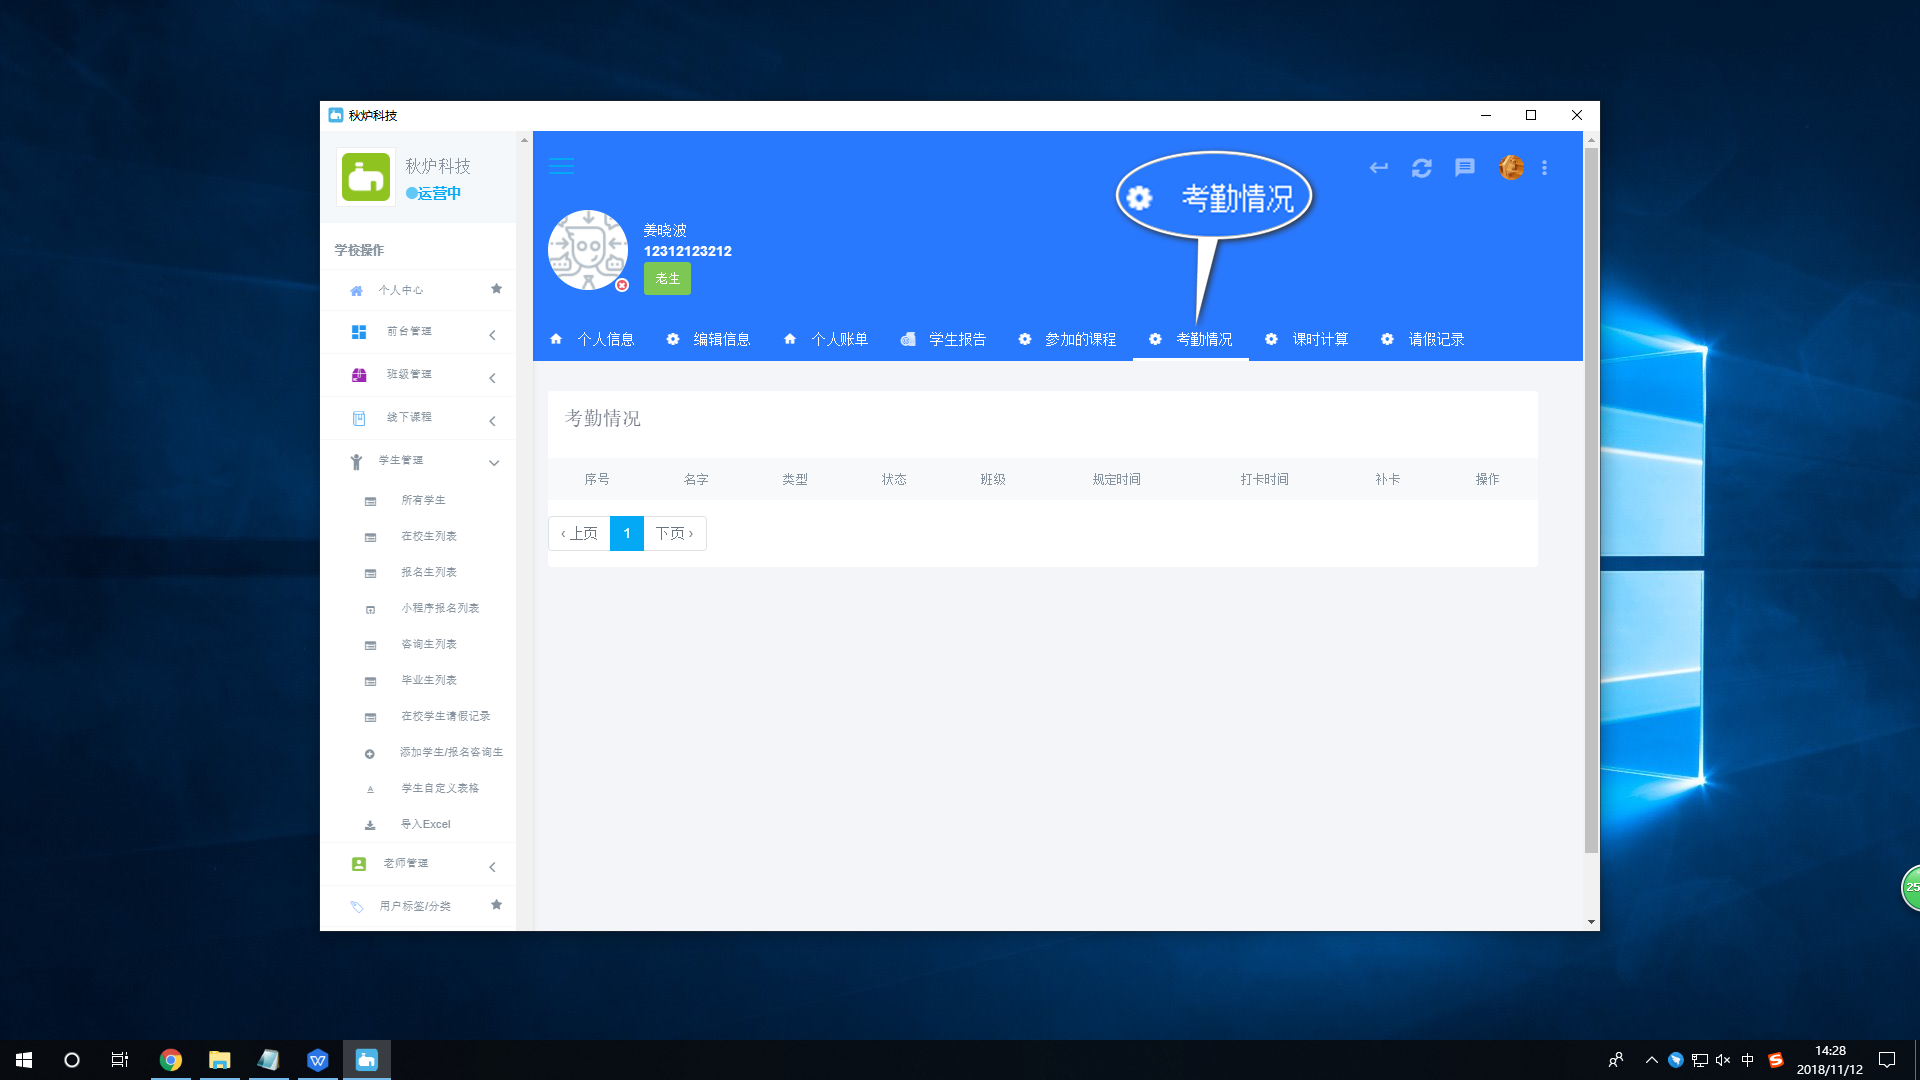 秋炉科技
秋炉科技
运营中
学校操作
个人中心
前台管理
班级管理
线下课程
学生管理
所有学生
在校生列表
报名生列表
小程序报名列表
咨询生列表
毕业生列表
在校学生请假记录
添加学生/报名咨询生
学生自定义表格
导入Excel
老师管理
用户标签/分类
考勤情况
姜晓波
12312123212
老生
个人信息 编辑信息 个人账单 学生报告 参加的课程 考勤情况 课时计算 请假记录
考勤情况
序号 名字 类型 状态 班级 规定时间 打卡时间 补卡 操作
‹ 上页 1 下页 ›
25
中
14:28
2018/11/12